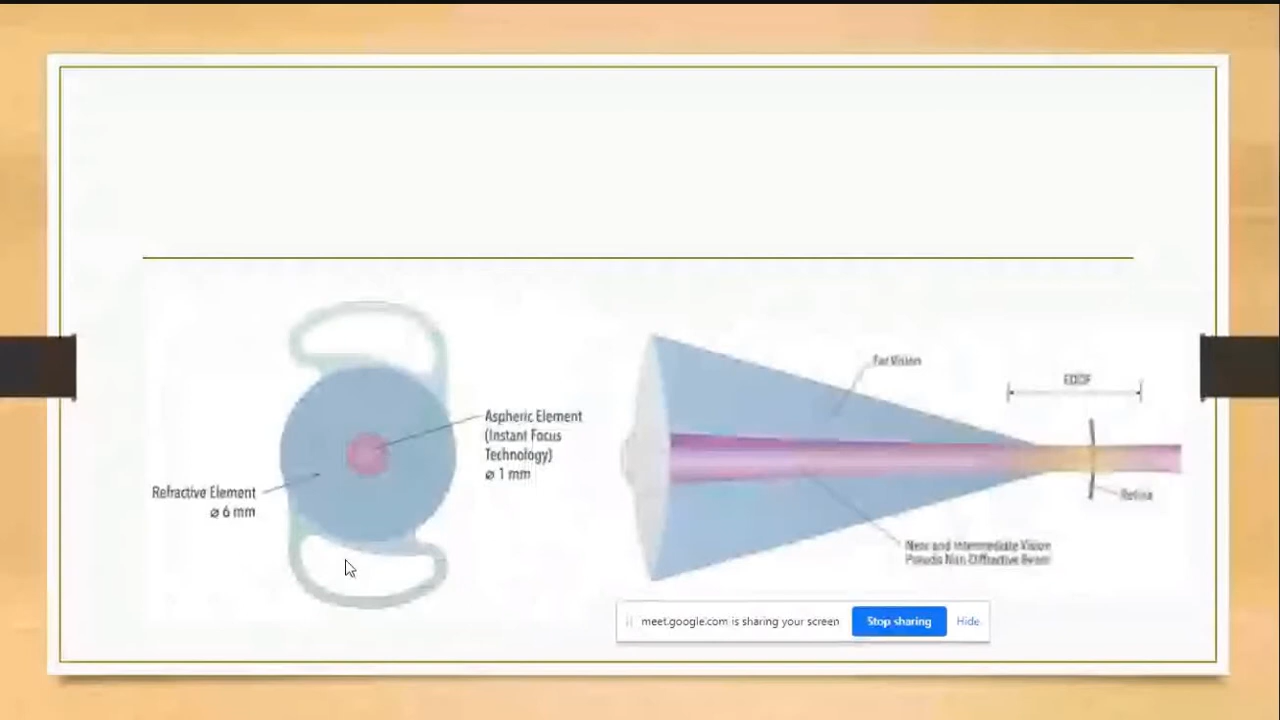 Aspheric Element
(Instant Focus
Technology)
ø 1 mm
Refractive Element
ø 6 mm
Far Vision
EDOF
Retina
Near and Intermediate Vision
Pseudo Non Diffractive Beam
meet.google.com is sharing your screen
Stop sharing
Hide